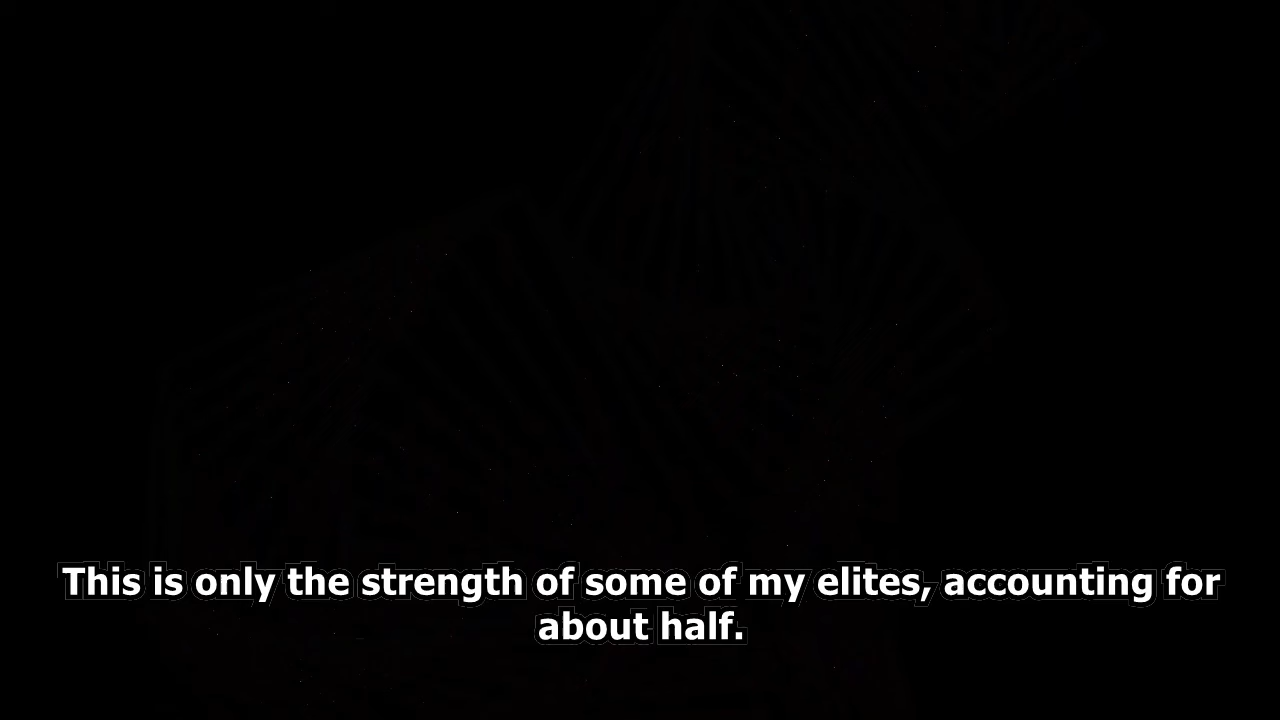 This is only the strength of some of my elites, accounting for
about half.